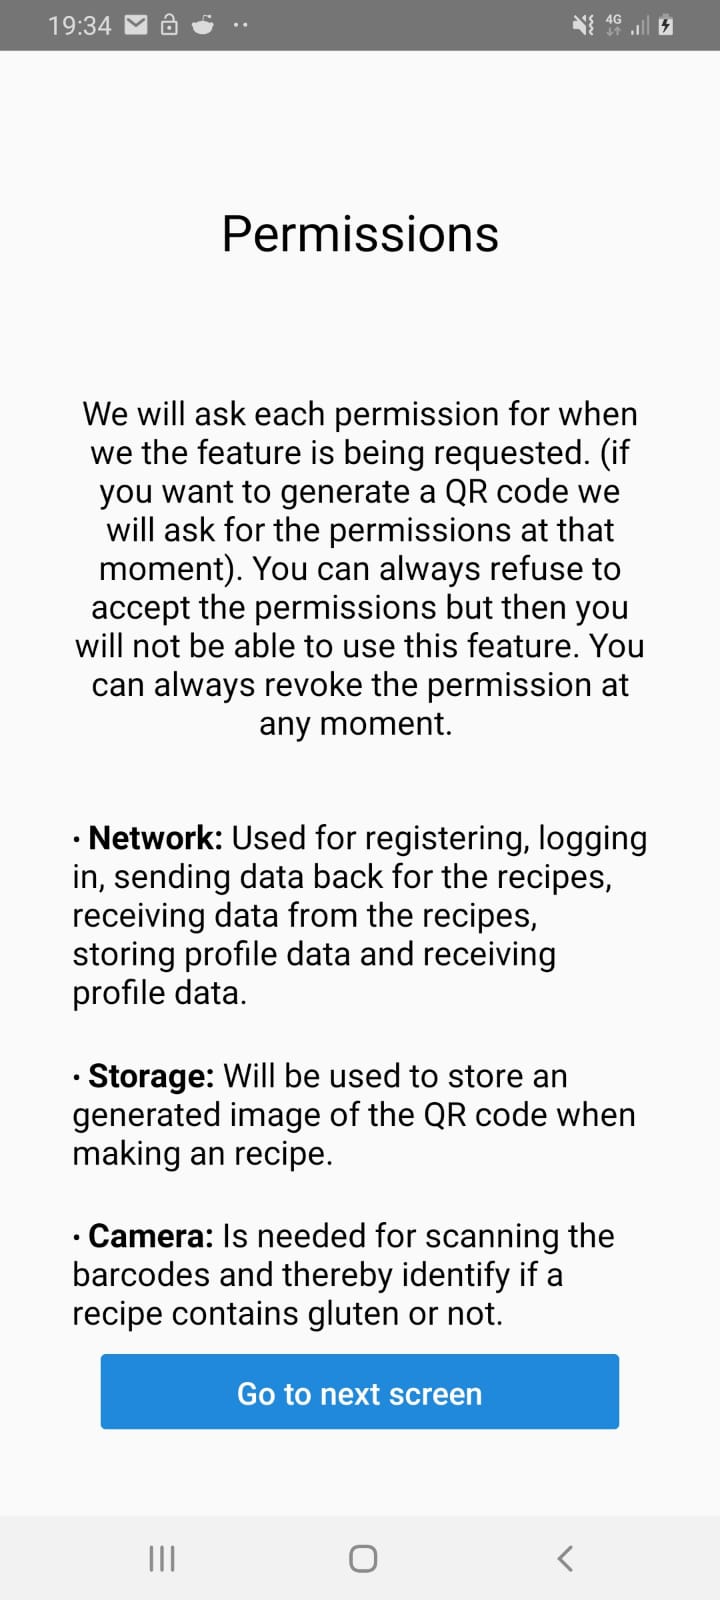 19:34
4G
Permissions
We will ask each permission for when
we the feature is being requested. (if
you want to generate a QR code we
will ask for the permissions at that
moment). You can always refuse to
accept the permissions but then you
will not be able to use this feature. You
can always revoke the permission at
any moment.
· Network: Used for registering, logging
in, sending data back for the recipes,
receiving data from the recipes,
storing profile data and receiving
profile data.
· Storage: Will be used to store an
generated image of the QR code when
making an recipe.
· Camera: Is needed for scanning the
barcodes and thereby identify if a
recipe contains gluten or not.
Go to next screen